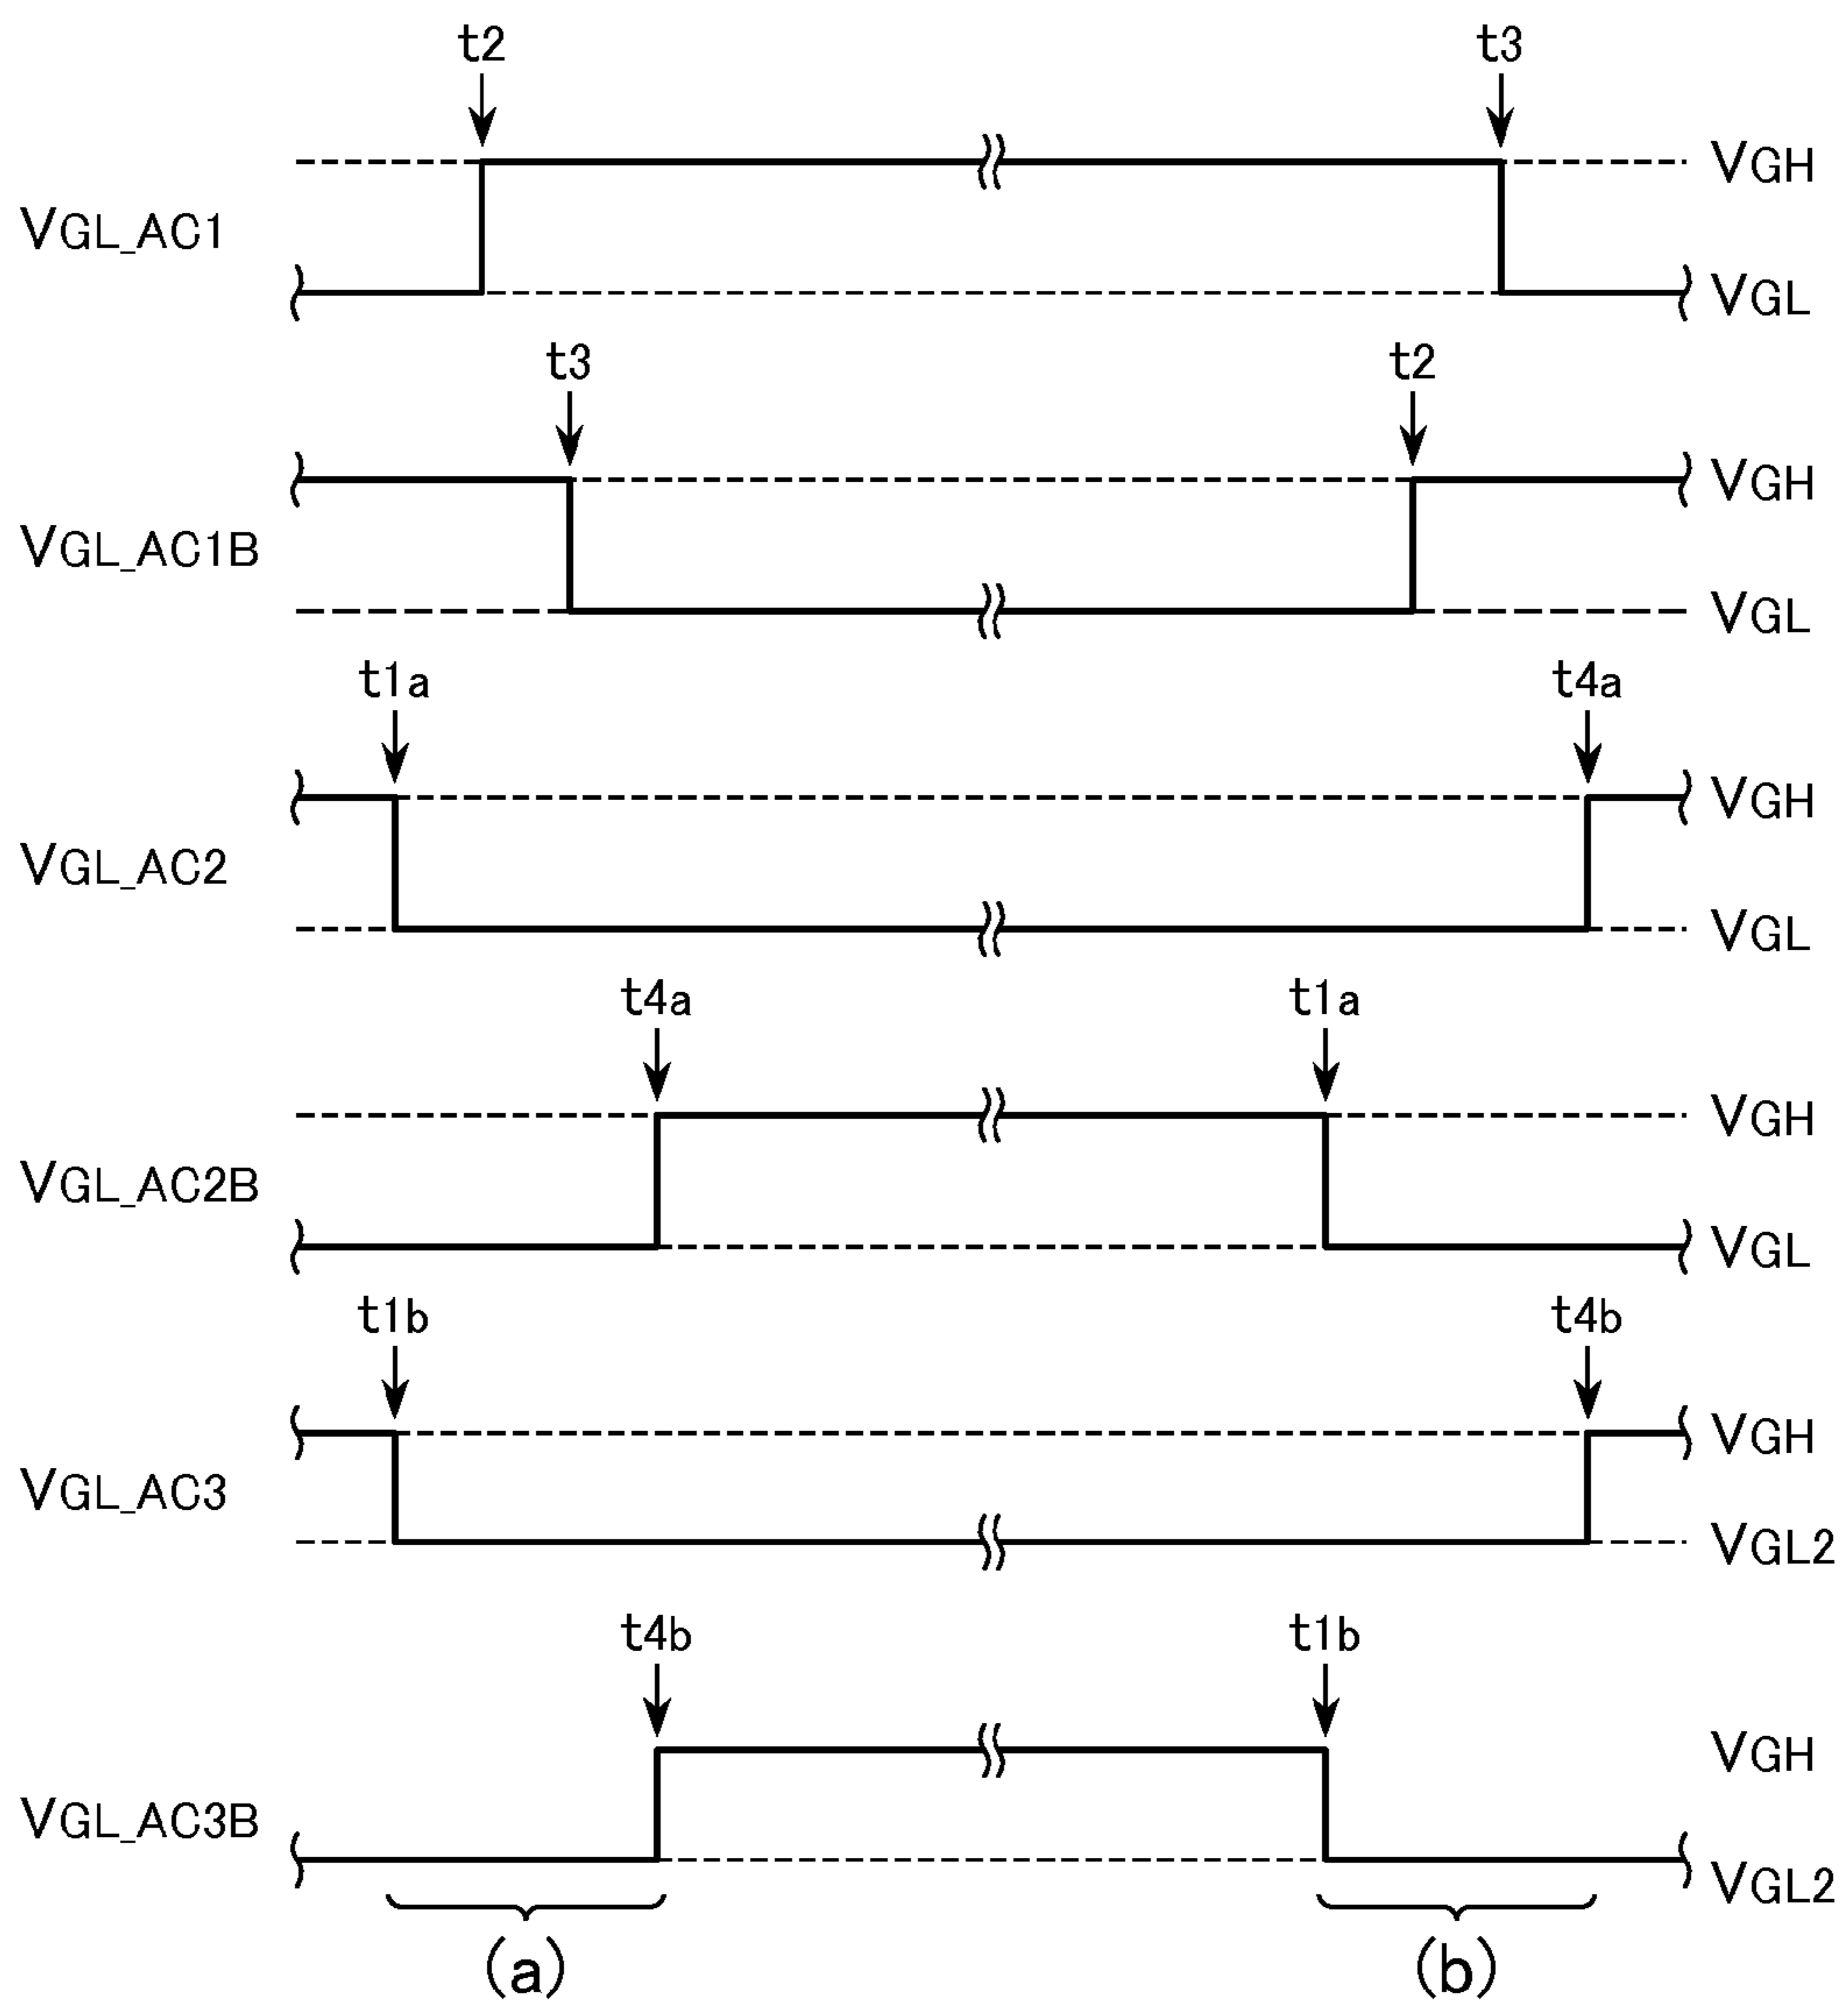 t2 t3
VGH
VGL_AC1
VGL
t3 t2
VGH
VGL_AC1B
VGL
t1a t4a
VGH
VGL_AC2
VGL
t4a t1a
VGH
VGL_AC2B
VGL
t1b t4b
VGH
VGL_AC3
VGL2
t4b t1b
VGH
VGL_AC3B
VGL2
(a) (b)